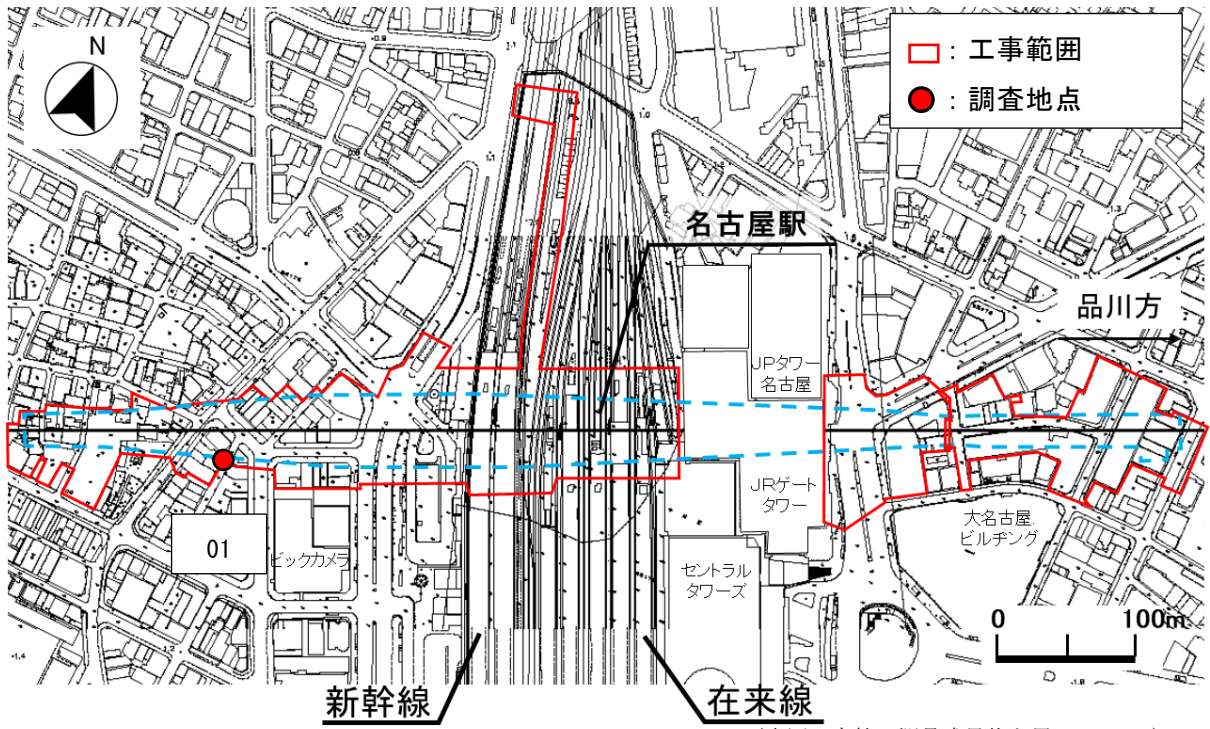 N
：工事範囲
：調査地点
名古屋駅
品川方
JPタワー
名古屋
JRゲート
タワー
大名古屋
ビルヂング
01
ビックカメラ
セントラル
タワーズ
0 100m
新幹線
在来線